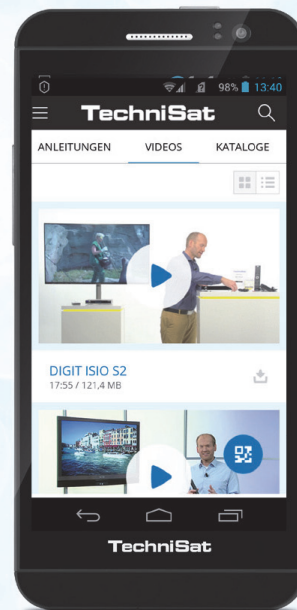 98% 13:40
TechniSat
ANLEITUNGEN VIDEOS KATALOGE
DIGIT ISIO S2
17:55 / 121,4 MB
TechniSat